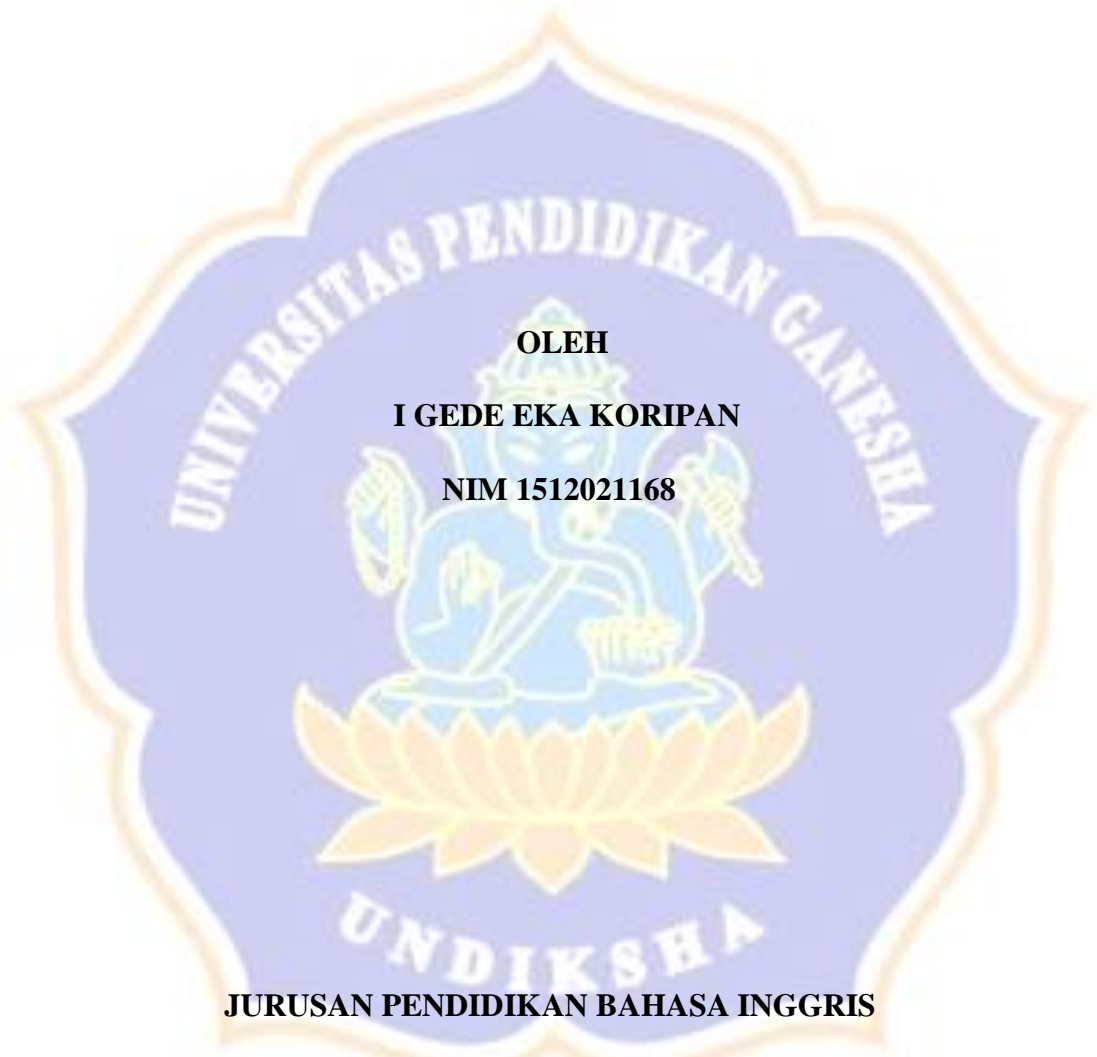 UNIVERSITAS PENDIDIKAN GANESHA
OLEH
I GEDE EKA KORIPAN
NIM 1512021168
UNDIKSHA
JURUSAN PENDIDIKAN BAHASA INGGRIS